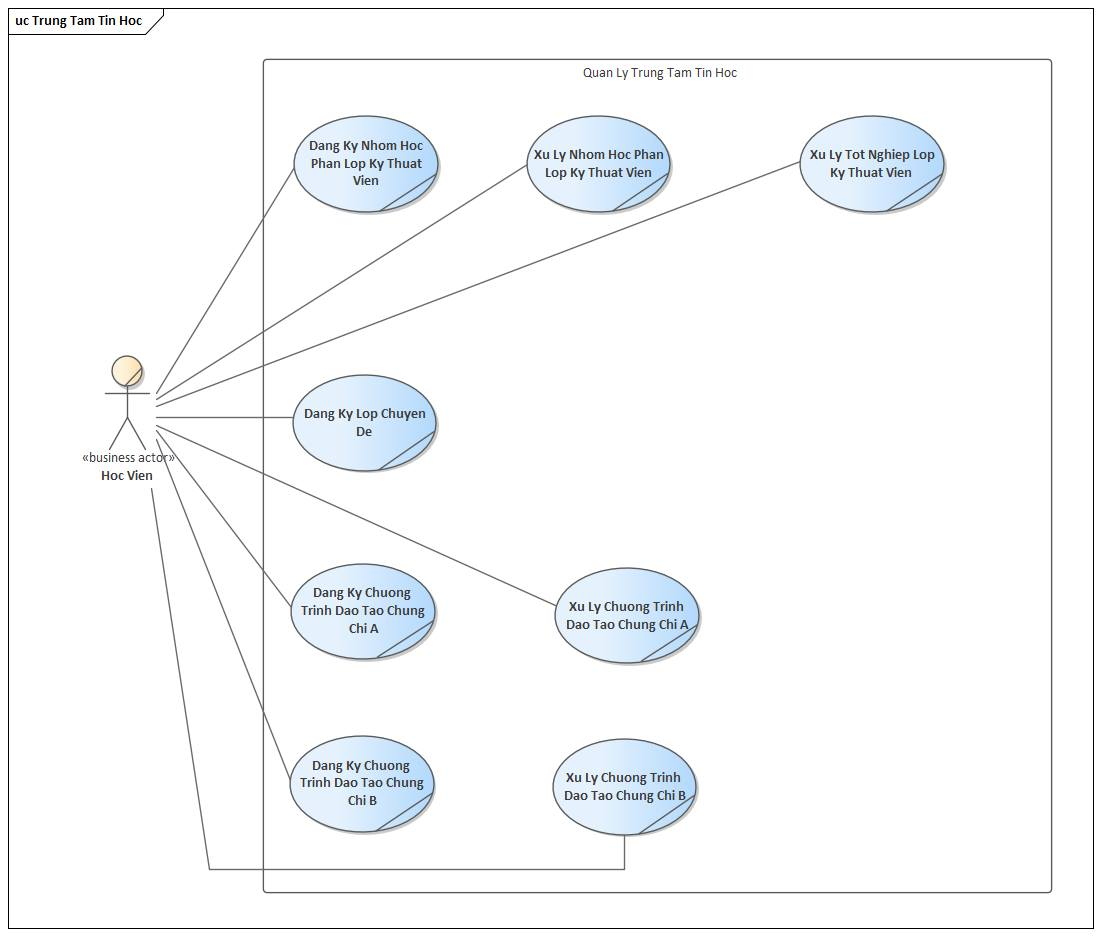 uc Trung Tam Tin Hoc
Quan Ly Trung Tam Tin Hoc
Dang Ky Nhom Hoc
Phan Lop Ky Thuat
Vien
Xu Ly Nhom Hoc Phan
Lop Ky Thuat Vien
Xu Ly Tot Nghiep Lop
Ky Thuat Vien
Dang Ky Lop Chuyen
De
«business actor»
Hoc Vien
Dang Ky Chuong
Trinh Dao Tao Chung
Chi A
Xu Ly Chuong Trinh
Dao Tao Chung Chi A
Dang Ky Chuong
Trinh Dao Tao Chung
Chi B
Xu Ly Chuong Trinh
Dao Tao Chung Chi B